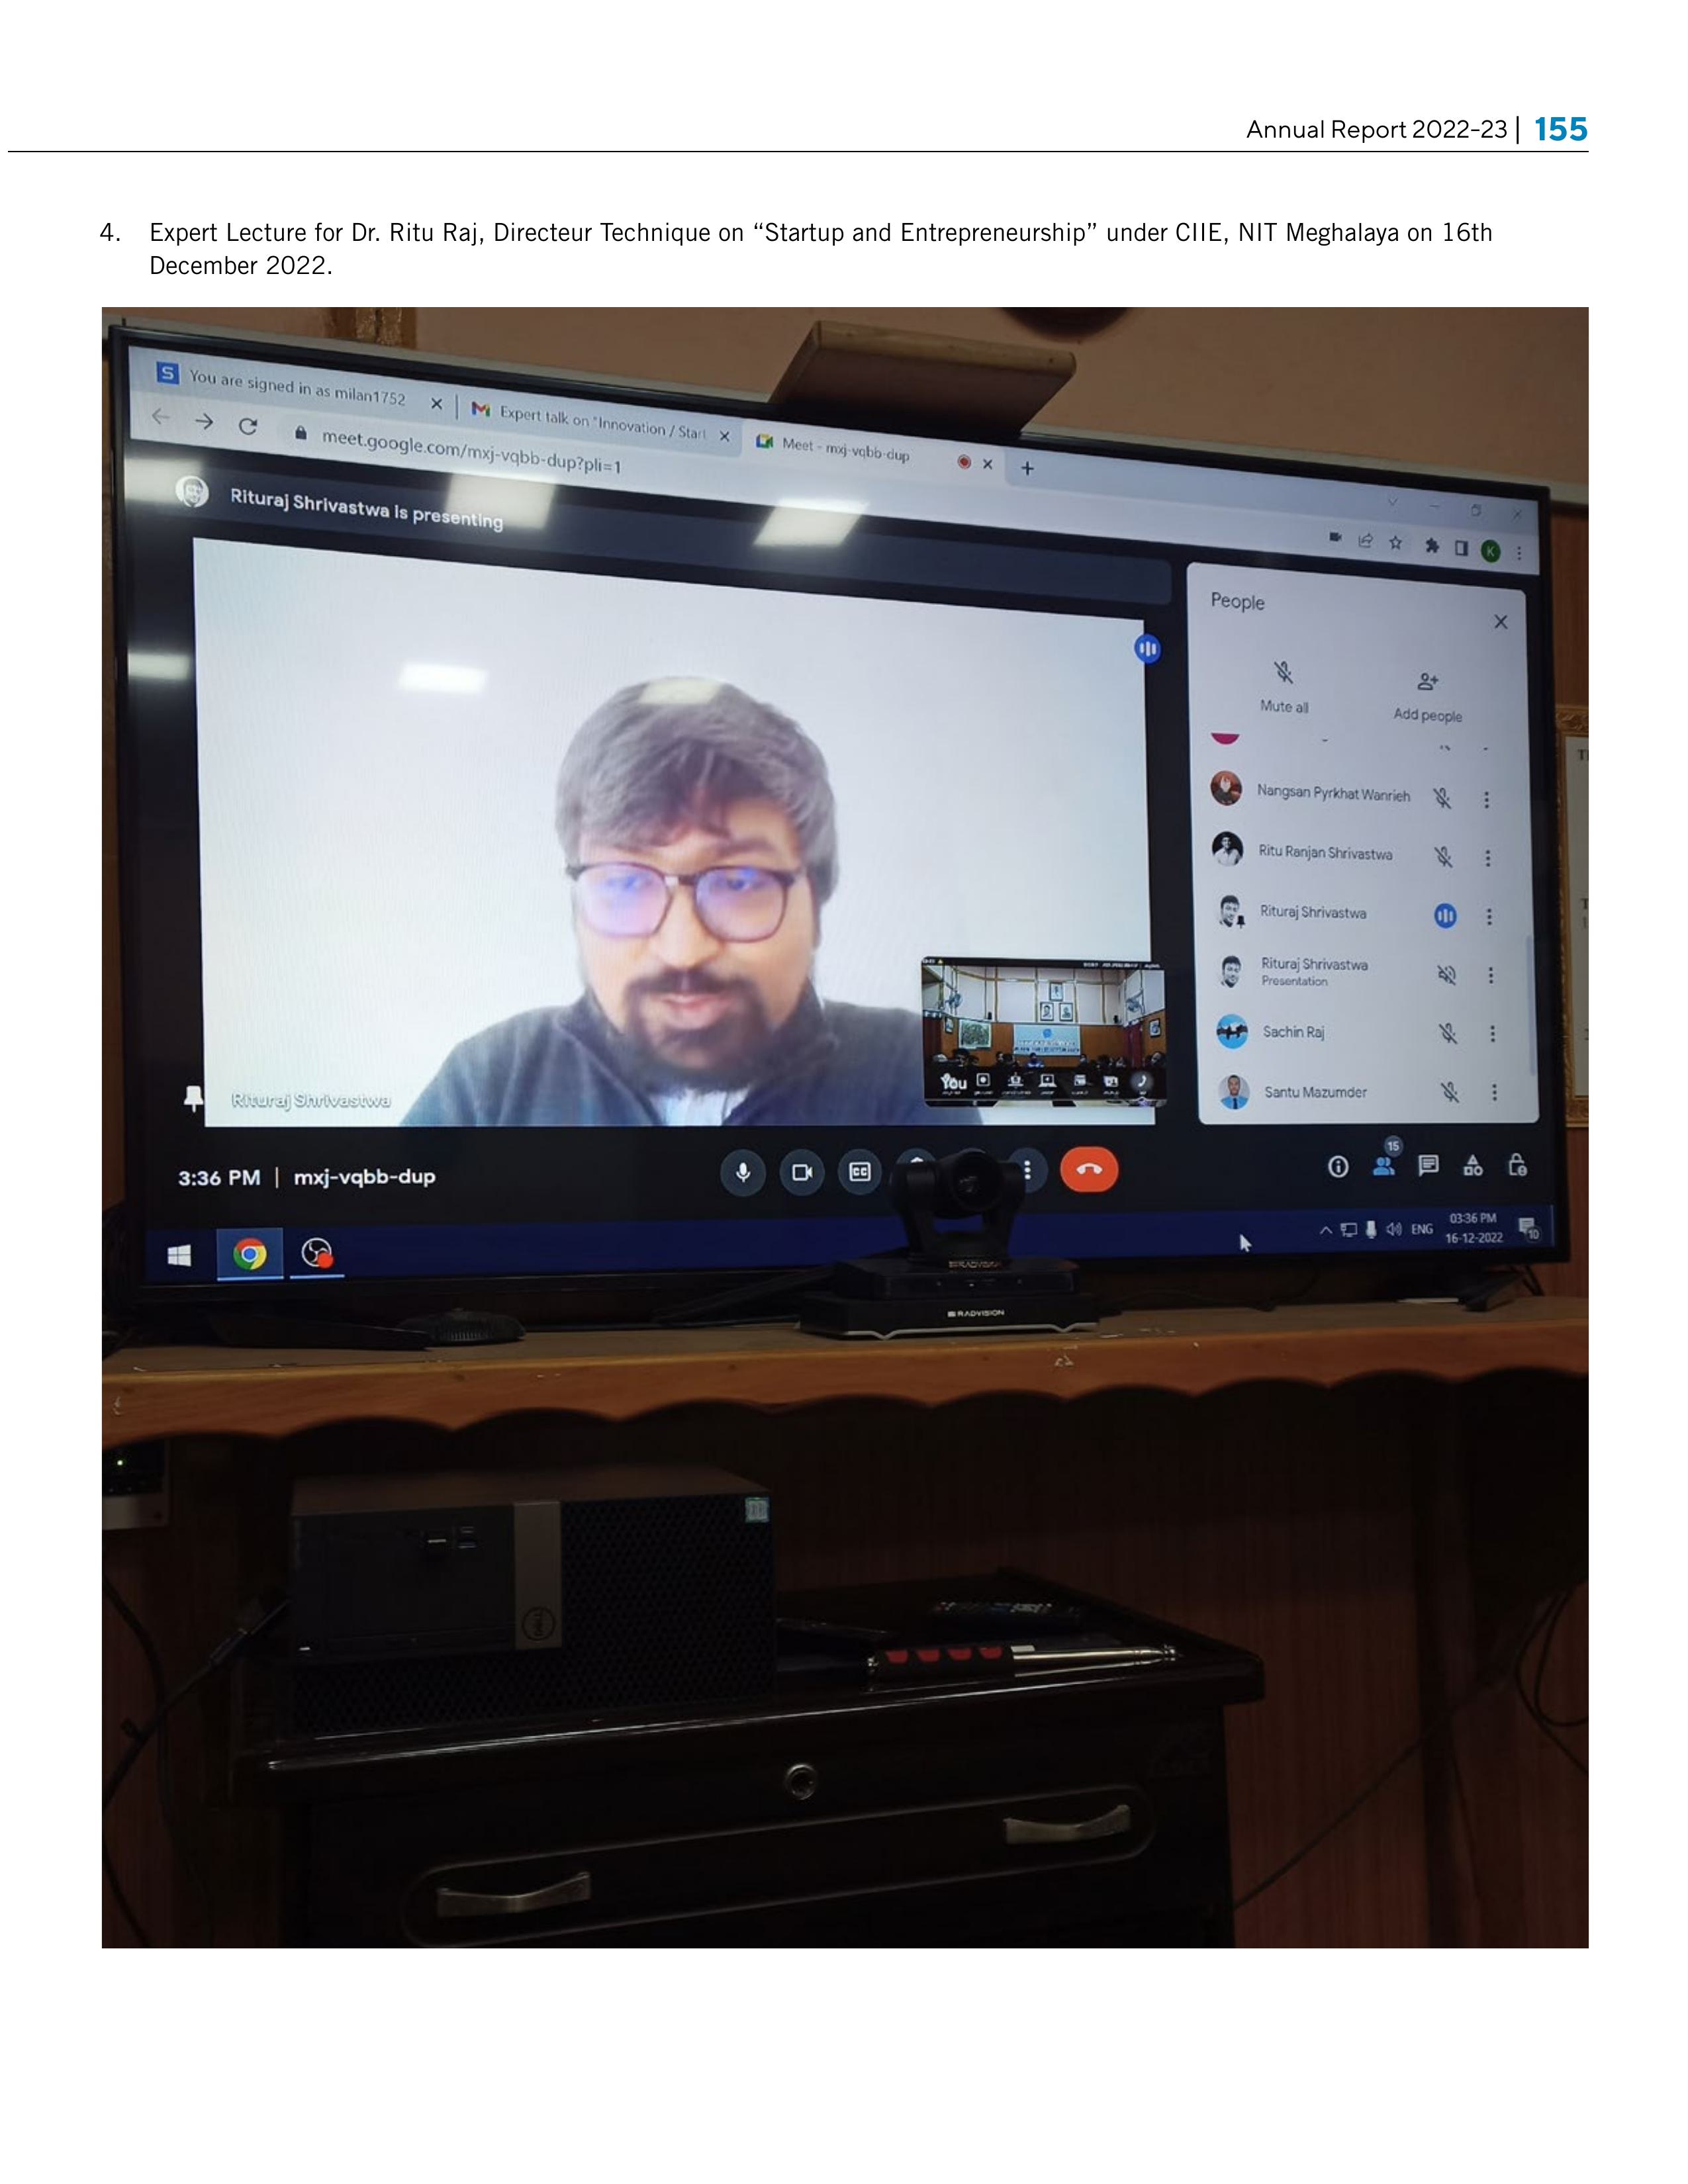 Annual Report 2022-23 | 155
4. Expert Lecture for Dr. Ritu Raj, Directeur Technique on “Startup and Entrepreneurship” under CIIE, NIT Meghalaya on 16th
December 2022.
S You are signed in as milan1752
Expert talk on "Innovation / Start
Meet - mxj-vqbb-dup
meet.google.com/mxj-vqbb-dup?pli=1
K
Rituraj Shrivastwa is presenting
People
Mute all
Add people
Nangsan Pyrkhat Wanrieh
Ritu Ranjan Shrivastwa
Rituraj Shrivastwa
Rituraj Shrivastwa
Presentation
Sachin Raj
Santu Mazumder
You
Rituraj Shrivastwa
3:36 PM | mxj-vqbb-dup
CC
15
ENG
03:36 PM
16-12-2022
10
RADVISION
RADVISION
DELL